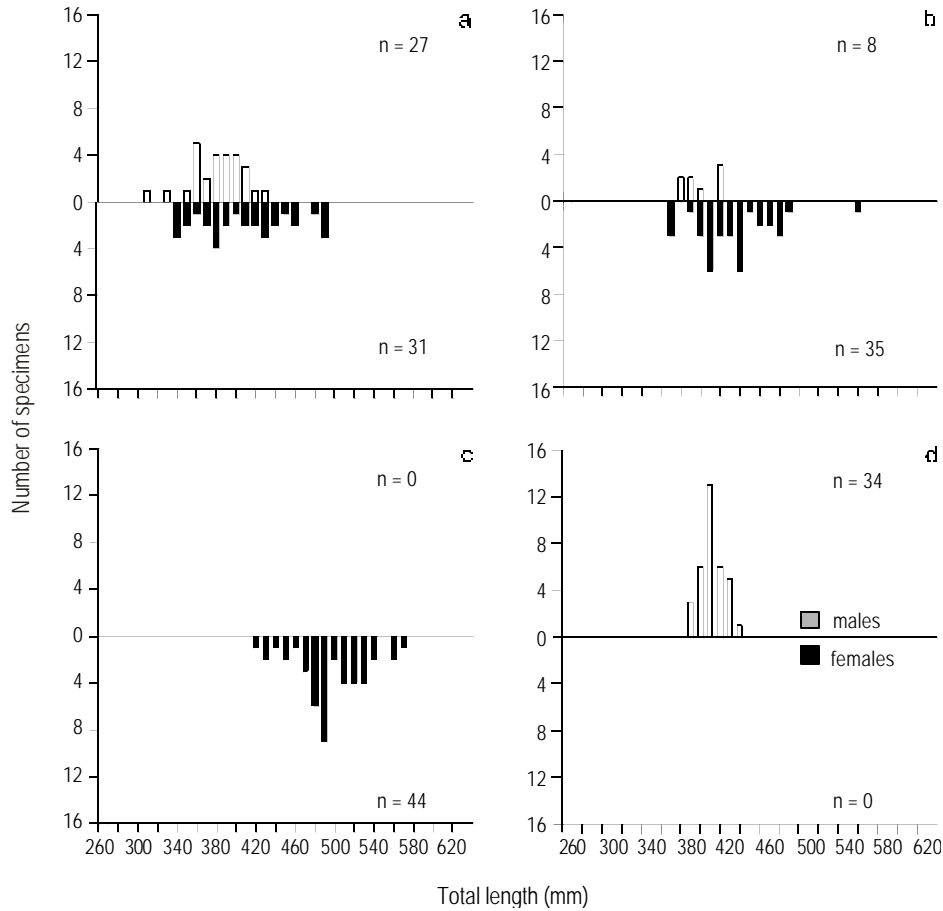 Number of specimens
a
n = 27
16
12
8
4
0
4
8
12
16
n = 31
b
n = 8
16
12
8
4
0
4
8
12
16
n = 35
c
n = 0
16
12
8
4
0
4
8
12
16
n = 44
260 300 340 380 420 460 500 540 580 620
d
n = 34
16
12
8
4
0
4
8
12
16
males
females
n = 0
260 300 340 380 420 460 500 540 580 620
Total length (mm)